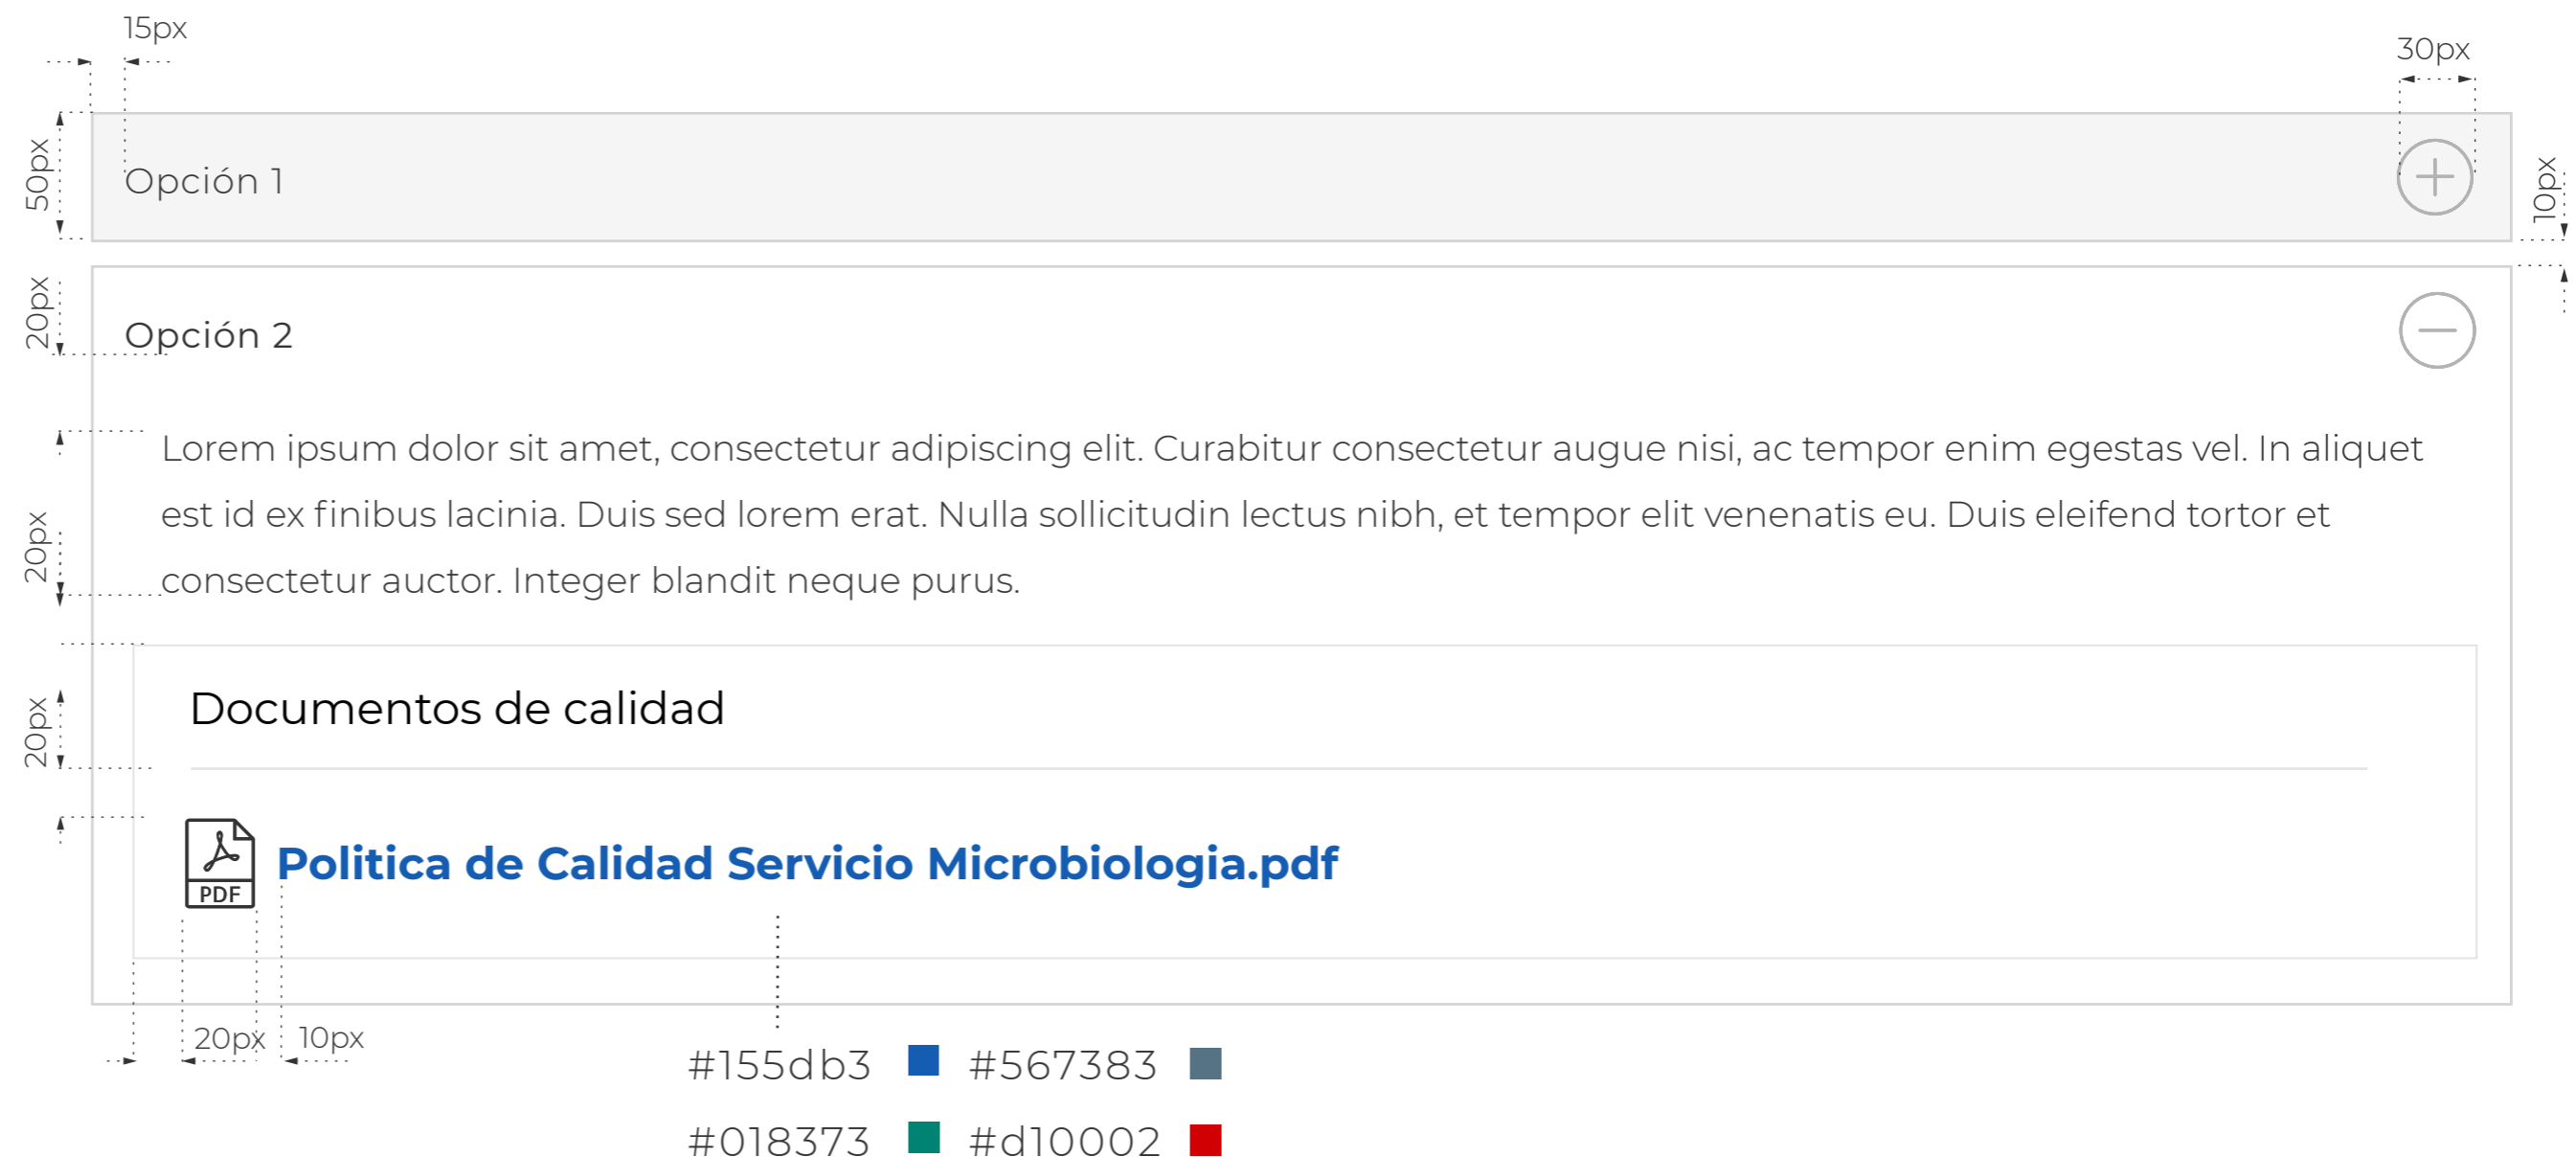 15px
30px
50px
Opción 1
10px
20px
Opción 2
Lorem ipsum dolor sit amet, consectetur adipiscing elit. Curabitur consectetur augue nisi, ac tempor enim egestas vel. In aliquet
est id ex finibus lacinia. Duis sed lorem erat. Nulla sollicitudin lectus nibh, et tempor elit venenatis eu. Duis eleifend tortor et
20px
consectetur auctor. Integer blandit neque purus.
20px
Documentos de calidad
PDF
Politica de Calidad Servicio Microbiologia.pdf
20px 10px
#155db3 #567383
#018373 #d10002